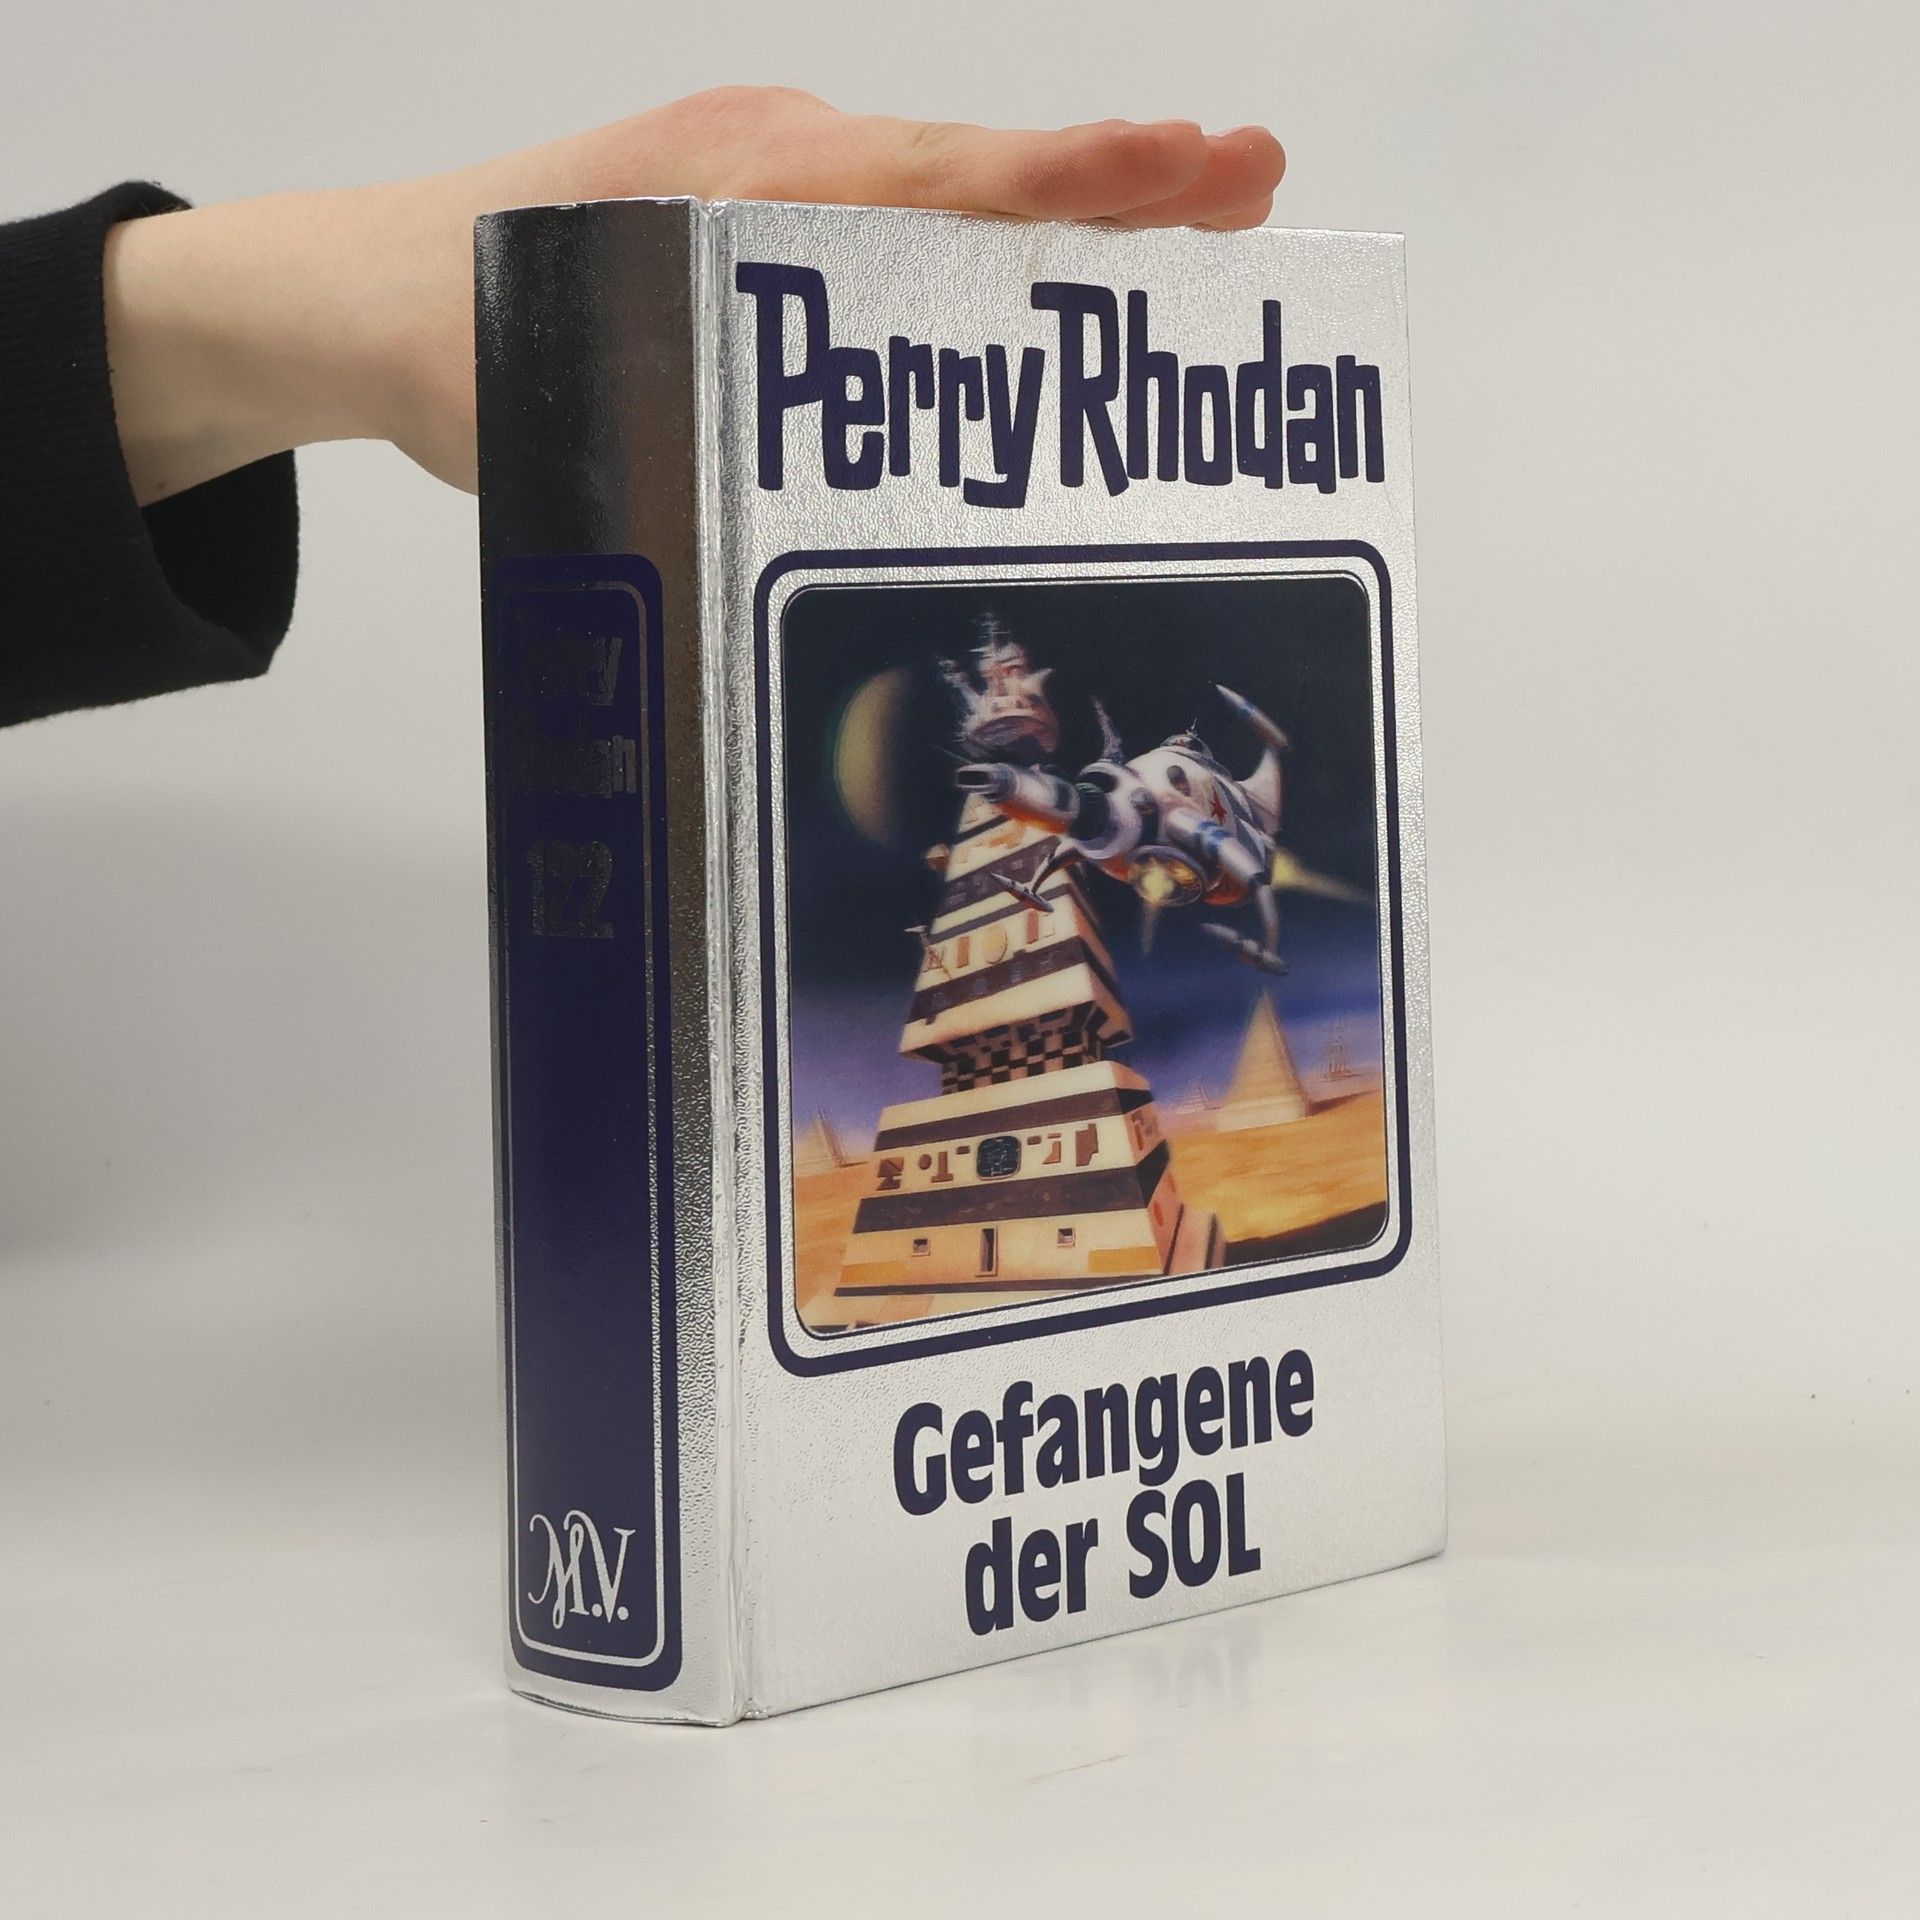 Perry
Rhodan
122
M.V.
Perry Rhodan
Gefangene
der SOL